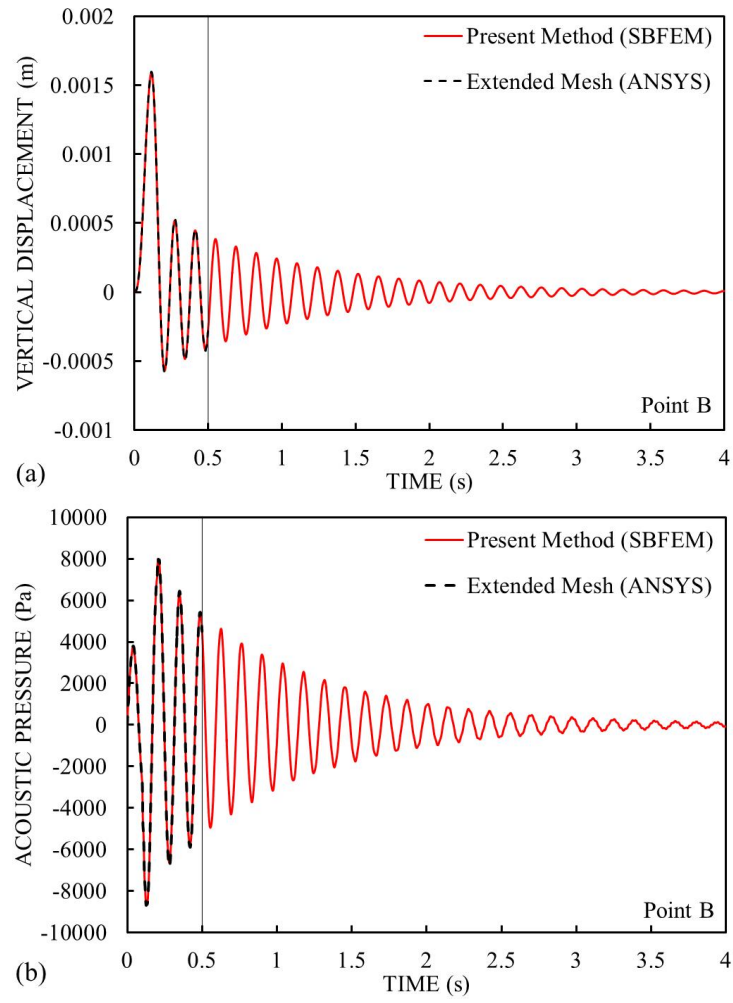 0.002
Present Method (SBFEM)
Extended Mesh (ANSYS)
0.0015
0.001
0.0005
0
-0.0005
-0.001
VERTICAL DISPLACEMENT (m)
Point B
0 0.5 1 1.5 2 2.5 3 3.5 4
TIME (s)
(a)
10000
Present Method (SBFEM)
Extended Mesh (ANSYS)
8000
6000
4000
2000
0
-2000
-4000
-6000
-8000
-10000
ACOUSTIC PRESSURE (Pa)
Point B
0 0.5 1 1.5 2 2.5 3 3.5 4
TIME (s)
(b)